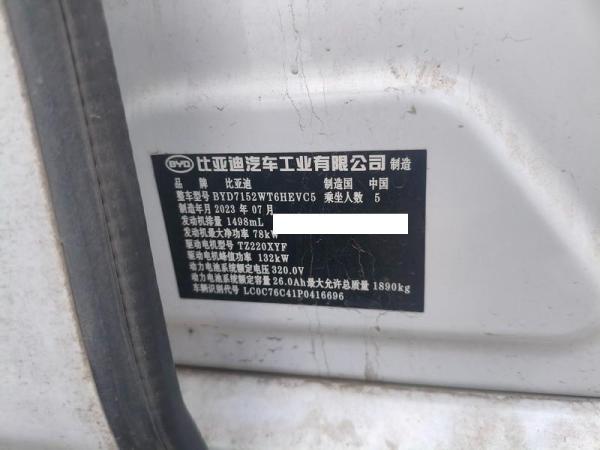 BYD 比亚迪汽车工业有限公司 制造
品牌 比亚迪 制造国 中国
整车型号 BYD7152WT6HEVC5 乘坐人数 5
制造年月 2023 年 07 月
发动机排量 1498mL
发动机最大净功率 78kW
驱动电机型号 TZ220XYF
驱动电机峰值功率 132kW
动力电池系统额定电压 320.0V
动力电池系统额定容量 26.0Ah 最大允许总质量 1890kg
车辆识别代号 LC0C76C41P0416696